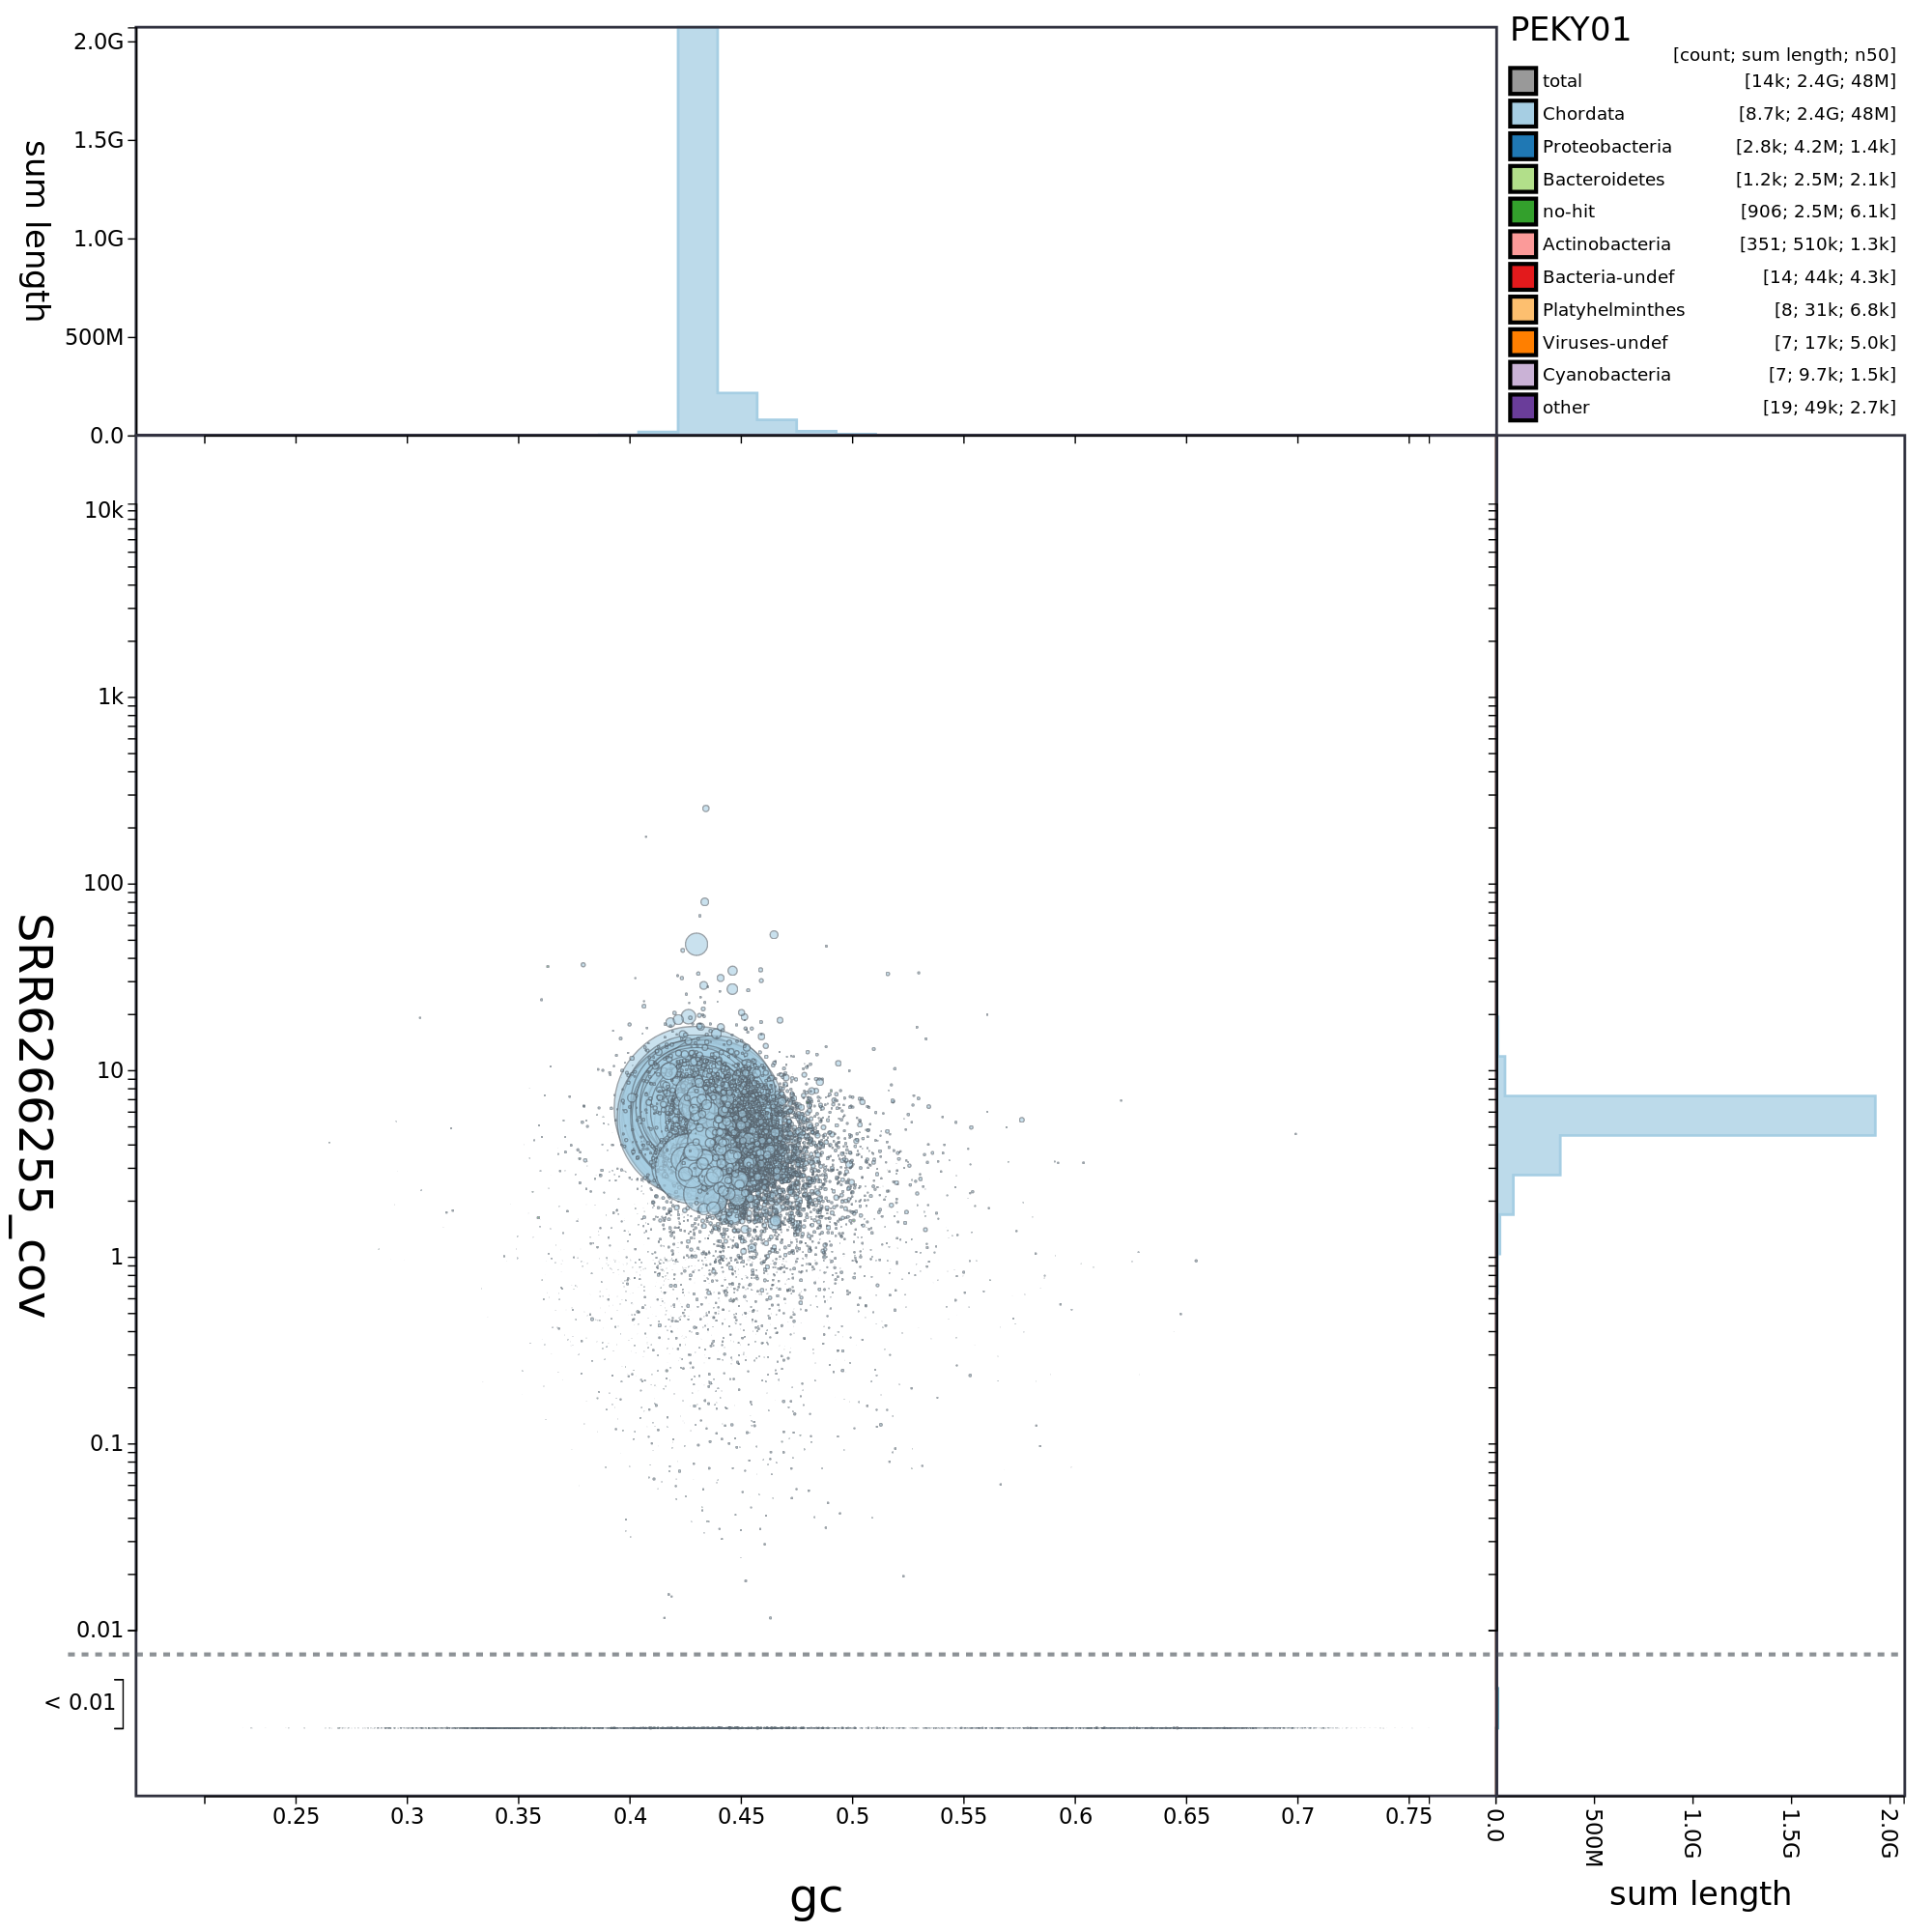 PEKY01
[count; sum length; n50]
total [14k; 2.4G; 48M]
Chordata [8.7k; 2.4G; 48M]
Proteobacteria [2.8k; 4.2M; 1.4k]
Bacteroidetes [1.2k; 2.5M; 2.1k]
no-hit [906; 2.5M; 6.1k]
Actinobacteria [351; 510k; 1.3k]
Bacteria-undef [14; 44k; 4.3k]
Platyhelminthes [8; 31k; 6.8k]
Viruses-undef [7; 17k; 5.0k]
Cyanobacteria [7; 9.7k; 1.5k]
other [19; 49k; 2.7k]
sum length
2.0G
1.5G
1.0G
500M
0.0
SRR6266255_cov
10k
1k
100
10
1
0.1
0.01
< 0.01
0.25 0.3 0.35 0.4 0.45 0.5 0.55 0.6 0.65 0.7 0.75
gc
0.0 500M 1.0G 1.5G 2.0G
sum length